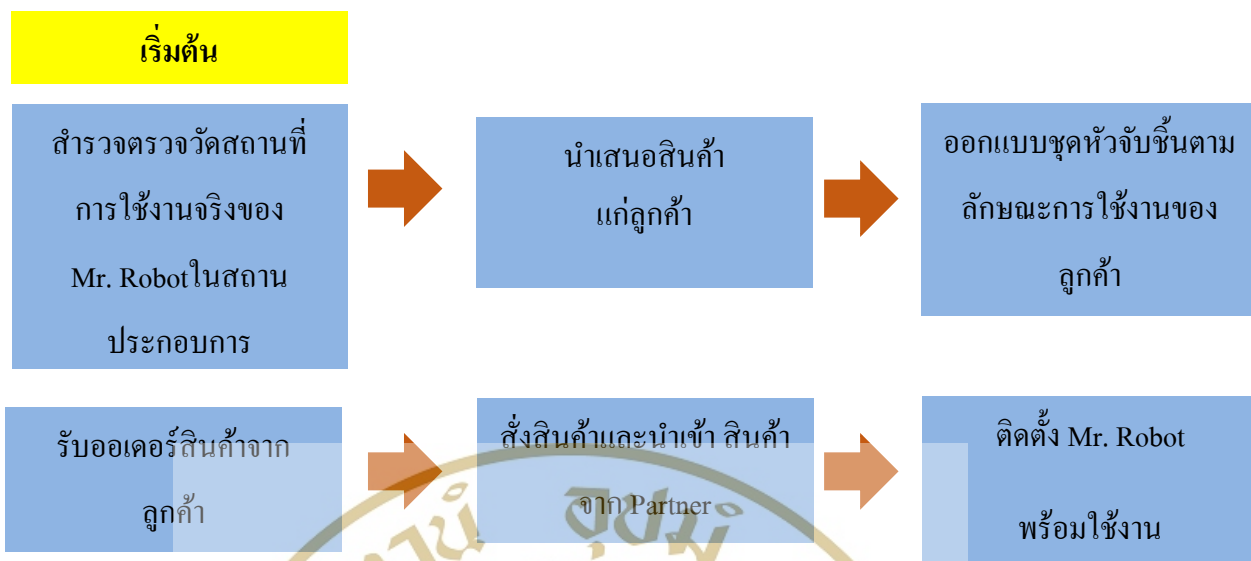 เริ่มต้น
สำรวจตรวจวัดสถานที่
การใช้งานจริงของ
Mr. Robotในสถาน
ประกอบการ
นำเสนอสินค้า
แก่ลูกค้า
ออกแบบชุดหัวจับชิ้นตาม
ลักษณะการใช้งานของ
ลูกค้า
รับออเดอร์สินค้าจาก
ลูกค้า
สั่งสินค้าและนำเข้า สินค้า
จาก Partner
ติดตั้ง Mr. Robot
พร้อมใช้งาน